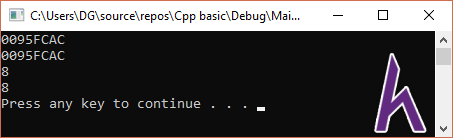 C:\Users\DG\source\repos\Cpp basic\Debug\Mai...
0095FCAC
0095FCAC
8
8
Press any key to continue . . .